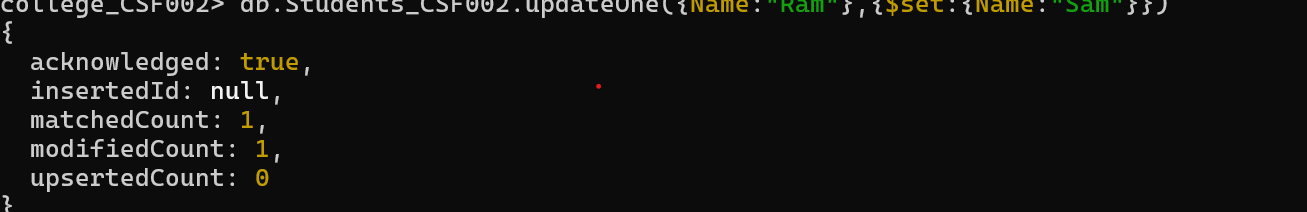 college_CSF002> db.Students_CSF002.updateOne({Name:"Ram"},{$set:{Name:"Sam"}})
{
  acknowledged: true,
  insertedId: null,
  matchedCount: 1,
  modifiedCount: 1,
  upsertedCount: 0
}